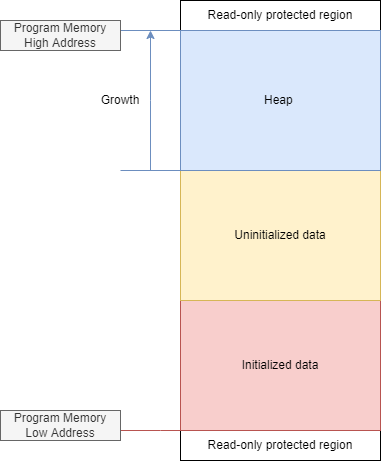 Read-only protected region
Program Memory
High Address
Growth
Heap
Uninitialized data
Initialized data
Program Memory
Low Address
Read-only protected region